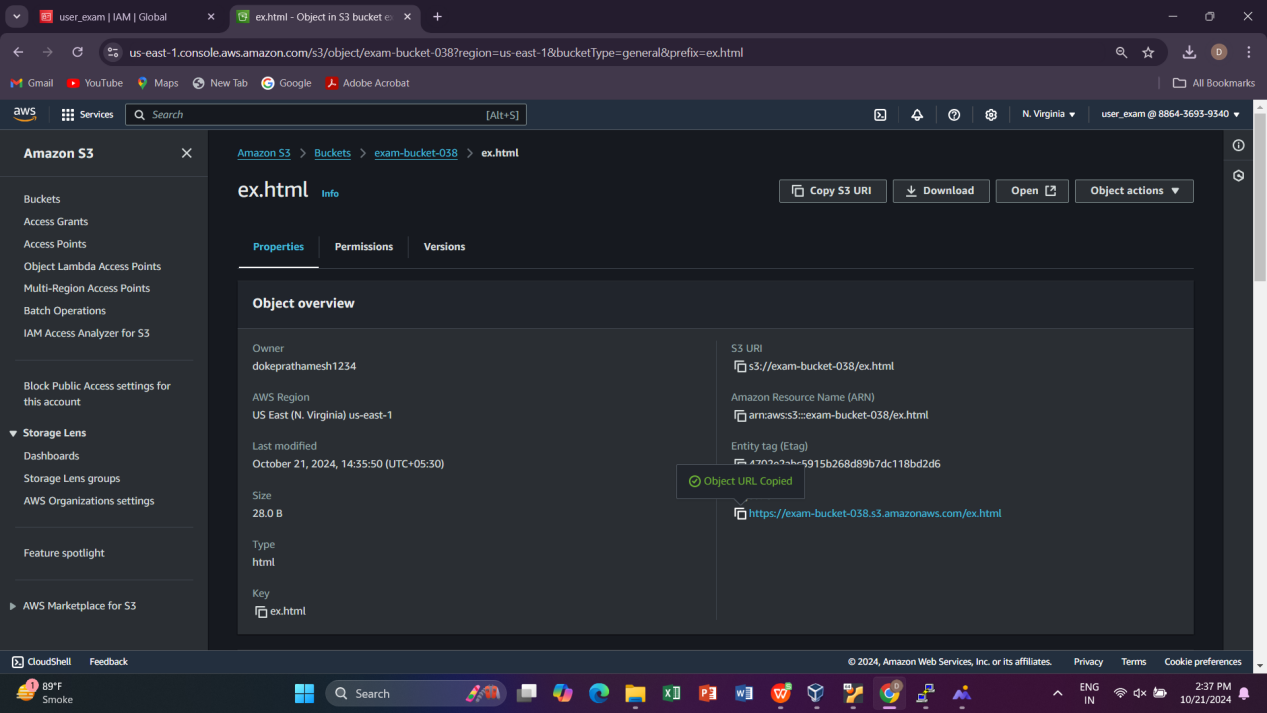 user_exam | IAM | Global
ex.html - Object in S3 bucket e
us-east-1.console.aws.amazon.com/s3/object/exam-bucket-038?region=us-east-1&bucketType=general&prefix=ex.html
D
Gmail YouTube Maps New Tab Google Adobe Acrobat All Bookmarks
aws Services Search [Alt+S] N. Virginia ▼ user_exam @ 8864-3693-9340 ▼
Amazon S3
Buckets
Access Grants
Access Points
Object Lambda Access Points
Multi-Region Access Points
Batch Operations
IAM Access Analyzer for S3
Block Public Access settings for
this account
Storage Lens
Dashboards
Storage Lens groups
AWS Organizations settings
Feature spotlight
AWS Marketplace for S3
Amazon S3 > Buckets > exam-bucket-038 > ex.html
ex.html Info
Copy S3 URI Download Open Object actions ▼
Properties Permissions Versions
Object overview
Owner
dokeprathamesh1234
AWS Region
US East (N. Virginia) us-east-1
Last modified
October 21, 2024, 14:35:50 (UTC+05:30)
Size
28.0 B
Type
html
Key
ex.html
S3 URI
s3://exam-bucket-038/ex.html
Amazon Resource Name (ARN)
arn:aws:s3:::exam-bucket-038/ex.html
Entity tag (Etag)
Object URL Copied
https://exam-bucket-038.s3.amazonaws.com/ex.html
CloudShell Feedback © 2024, Amazon Web Services, Inc. or its affiliates. Privacy Terms Cookie preferences
1
89°F
Smoke
Search
ENG
IN
2:37 PM
10/21/2024